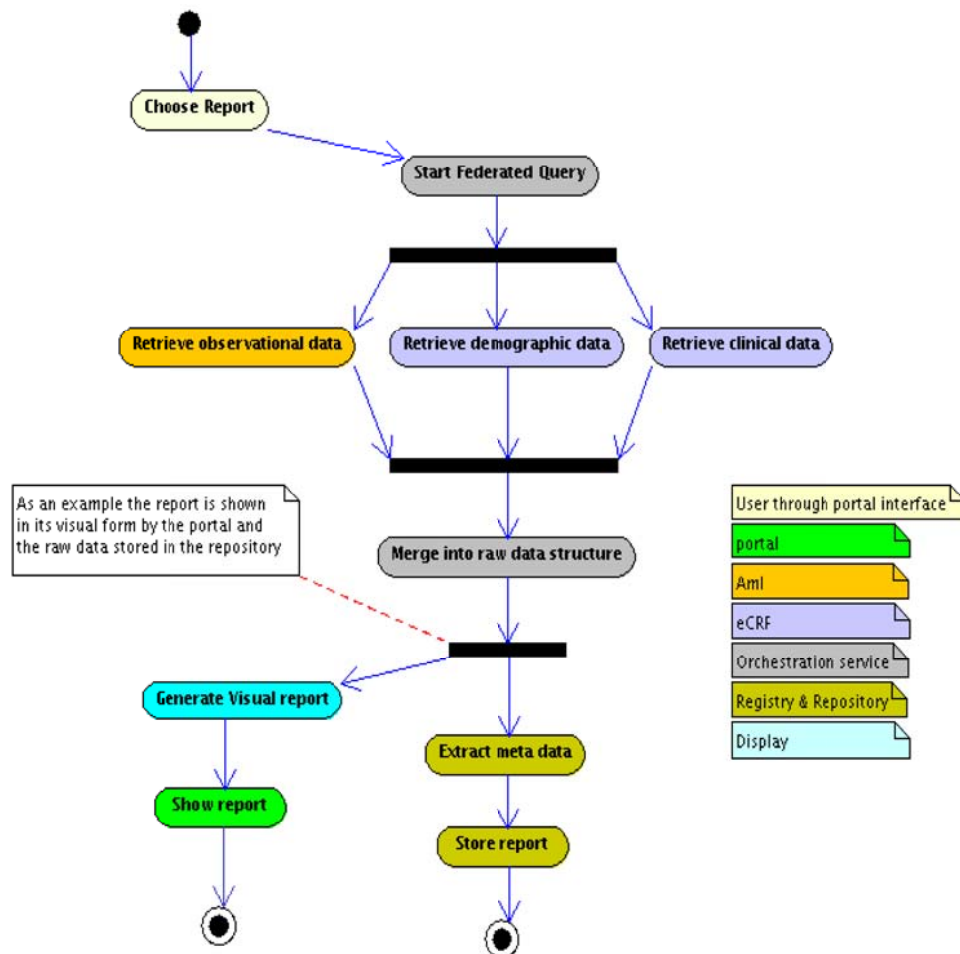 Choose Report
Start Federated Query
Retrieve observational data
Retrieve demographic data
Retrieve clinical data
As an example the report is shown
in its visual form by the portal and
the raw data stored in the repository
Merge into raw data structure
Generate Visual report
Extract meta data
Show report
Store report
User through portal interface
portal
AmI
eCRF
Orchestration service
Registry & Repository
Display